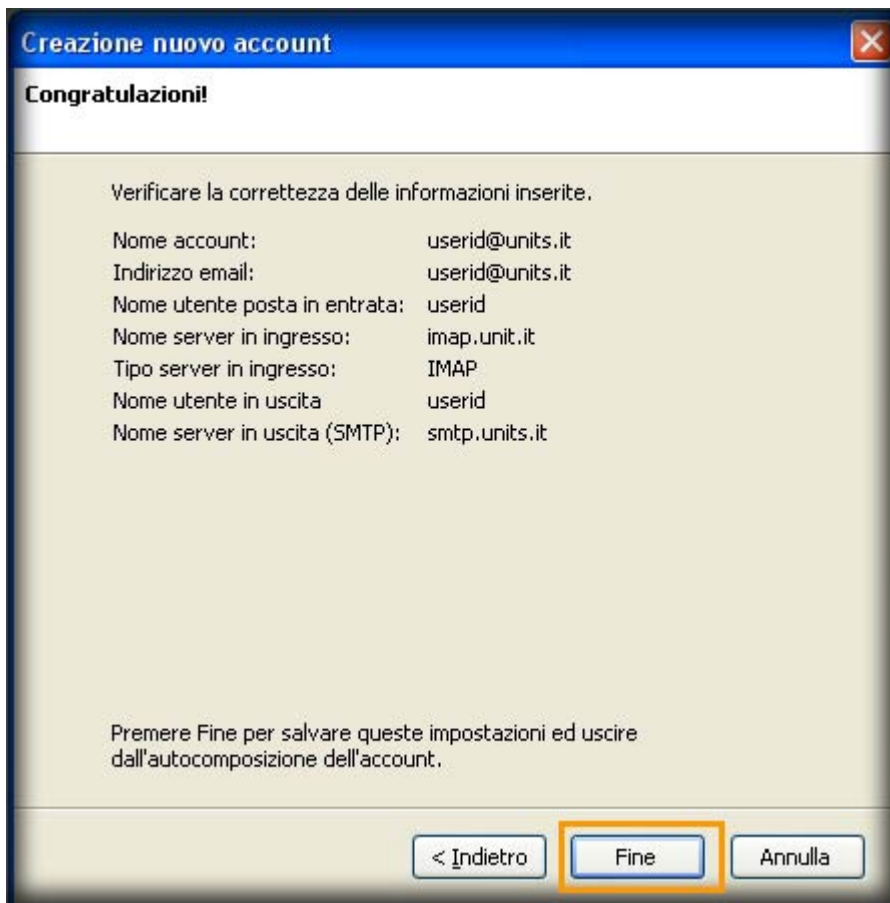 Creazione nuovo account
Congratulazioni!
Verificare la correttezza delle informazioni inserite.
Nome account: userid@units.it
Indirizzo email: userid@units.it
Nome utente posta in entrata: userid
Nome server in ingresso: imap.unit.it
Tipo server in ingresso: IMAP
Nome utente in uscita userid
Nome server in uscita (SMTP): smtp.units.it
Premere Fine per salvare queste impostazioni ed uscire
dall'autocomposizione dell'account.
< Indietro Fine Annulla